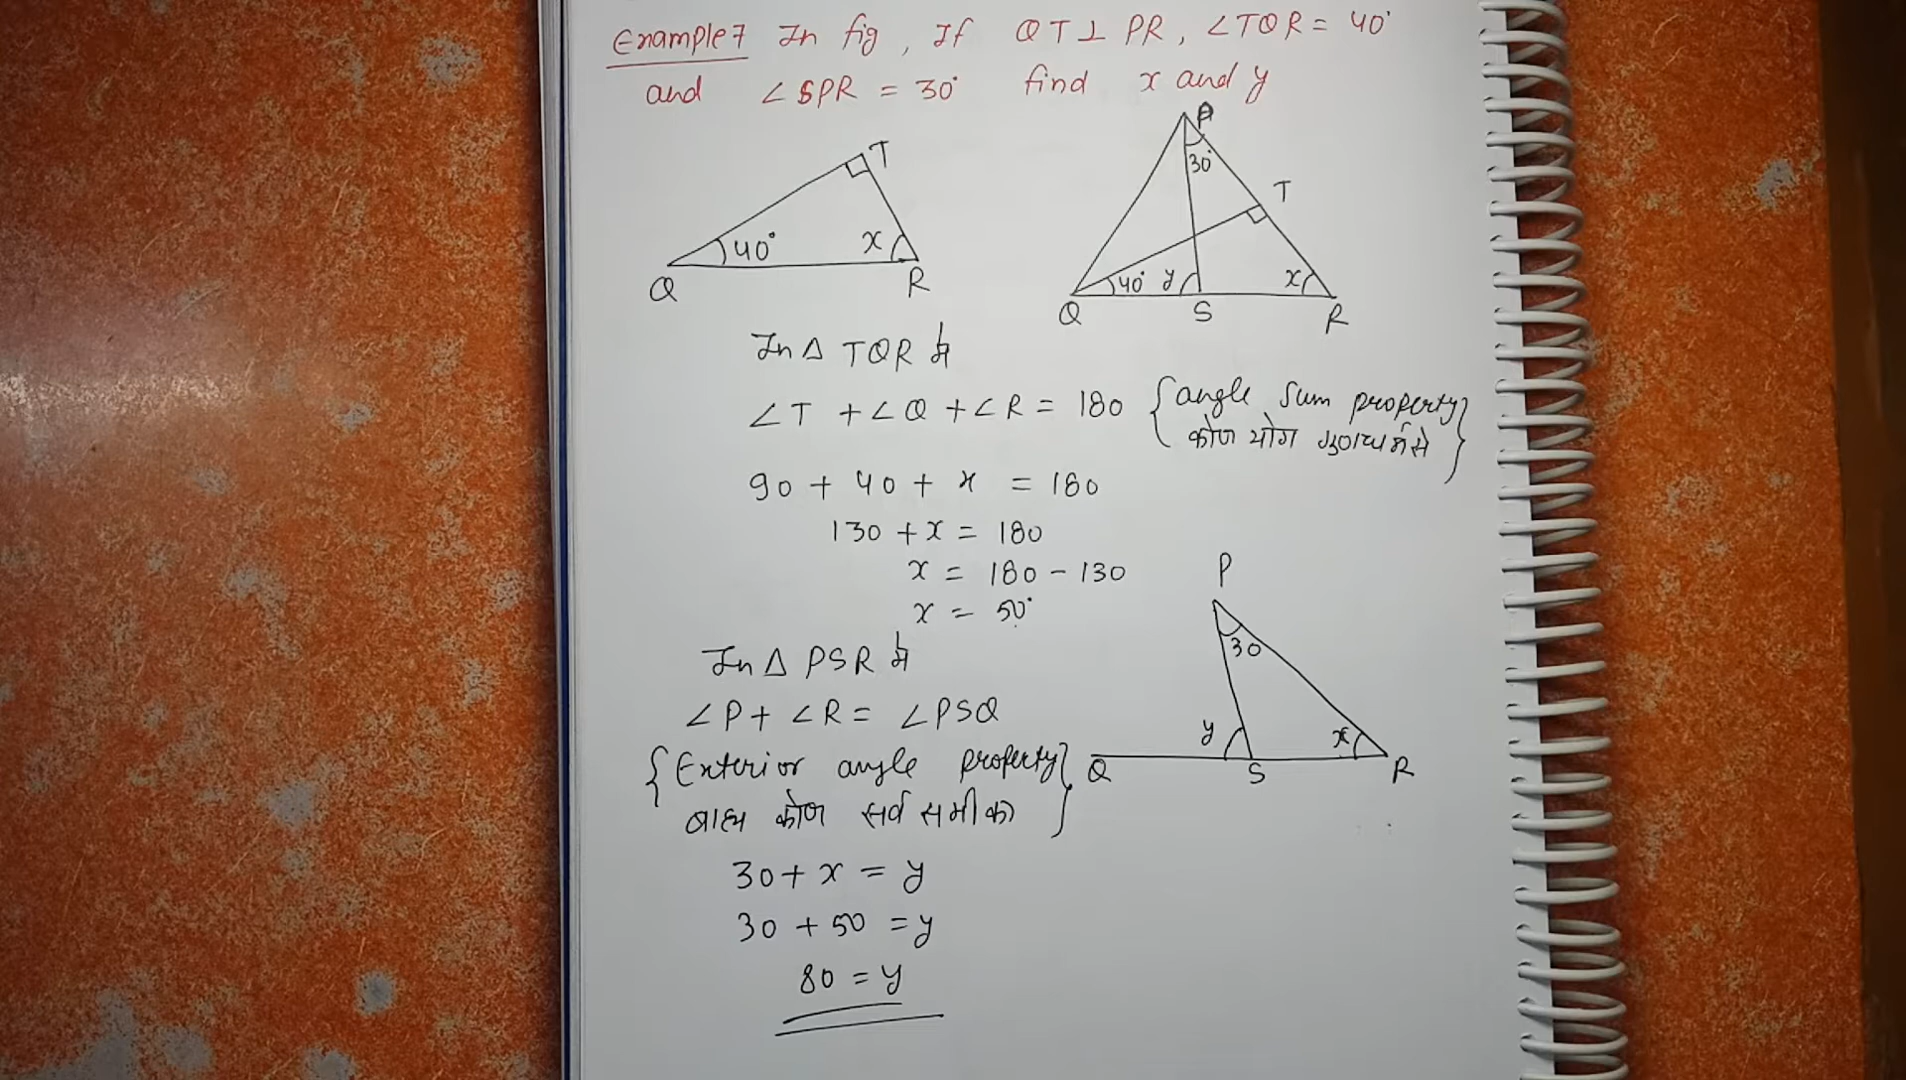 Example 7 In fig, If QT ⊥ PR, ∠TQR = 40°
and ∠SPR = 30° find x and y
T
40°
x
Q
R
P
30°
T
40°
y
x
Q
S
R
In △ TQR में
∠T + ∠Q + ∠R = 180 {angle sum property
कोण योग से}
90 + 40 + x = 180
130 + x = 180
x = 180 - 130
x = 50°
In △ PSR में
∠P + ∠R = ∠PSQ
{Exterior angle property
बाह्य कोण सर्व समीका}
P
30
y
x
Q
S
R
30 + x = y
30 + 50 = y
80 = y